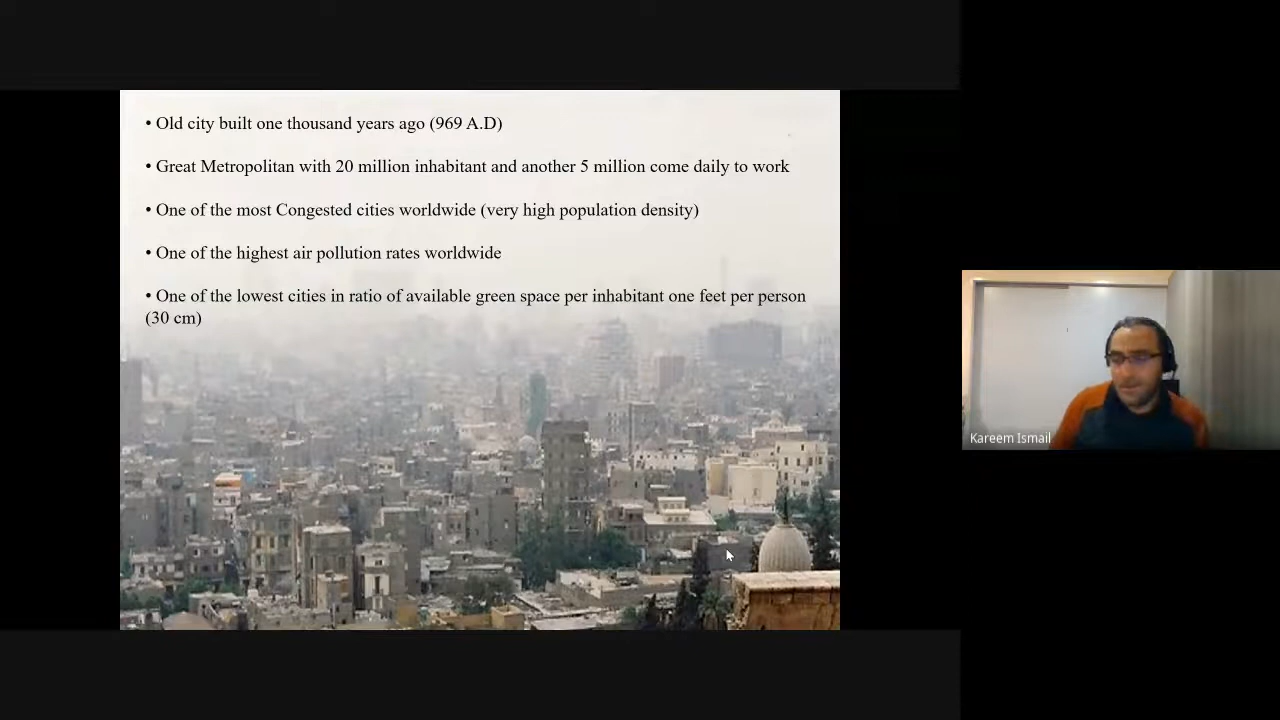 • Old city built one thousand years ago (969 A.D)
• Great Metropolitan with 20 million inhabitant and another 5 million come daily to work
• One of the most Congested cities worldwide (very high population density)
• One of the highest air pollution rates worldwide
• One of the lowest cities in ratio of available green space per inhabitant one feet per person
(30 cm)
Kareem Ismail